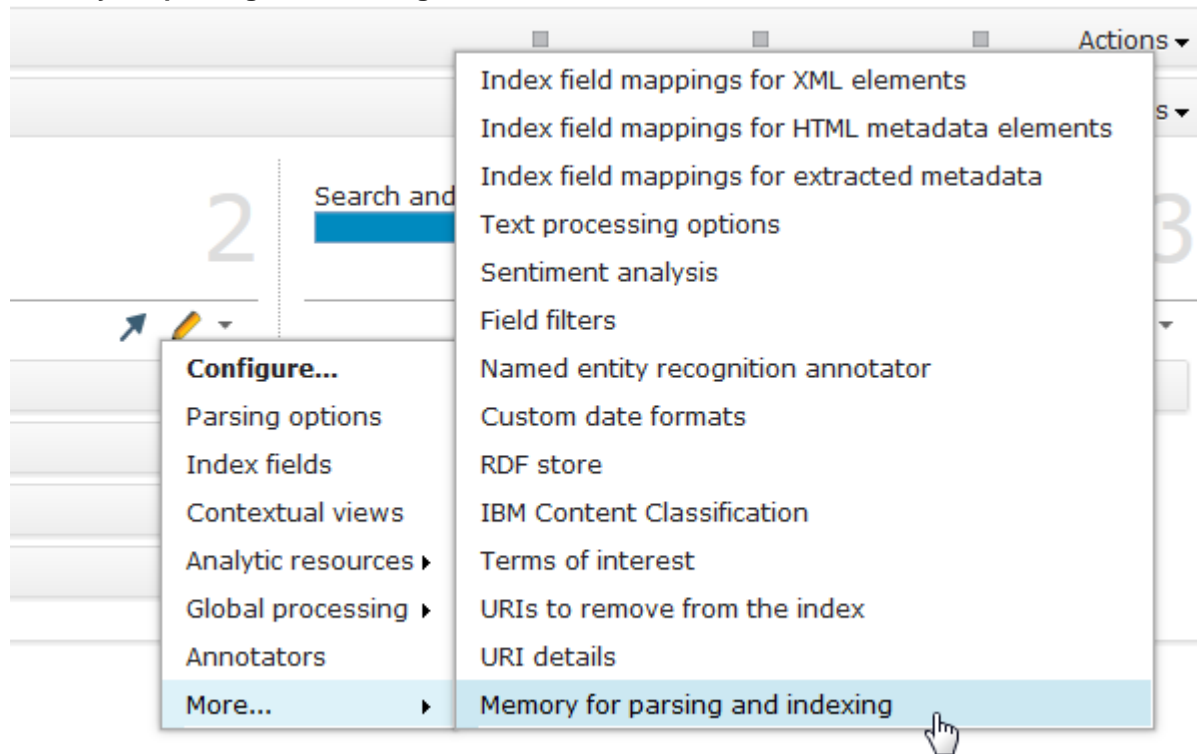 Actions
Index field mappings for XML elements
s
Index field mappings for HTML metadata elements
Index field mappings for extracted metadata
2
Search and
3
Text processing options
Sentiment analysis
Field filters
Configure...
Named entity recognition annotator
Parsing options
Custom date formats
Index fields
RDF store
Contextual views
IBM Content Classification
Analytic resources
Terms of interest
Global processing
URIs to remove from the index
Annotators
URI details
More...
Memory for parsing and indexing